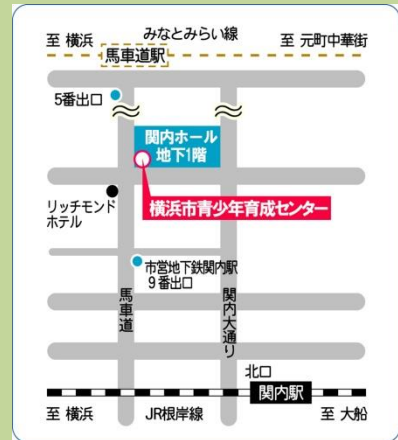 みなとみらい線
至 横浜
至 元町中華街
馬車道駅
5番出口
関内ホール
地下1階
リッチモンド
ホテル
横浜市青少年育成センター
市営地下鉄関内駅
9番出口
馬車道
関内大通り
北口
関内駅
至 横浜
JR根岸線
至 大船